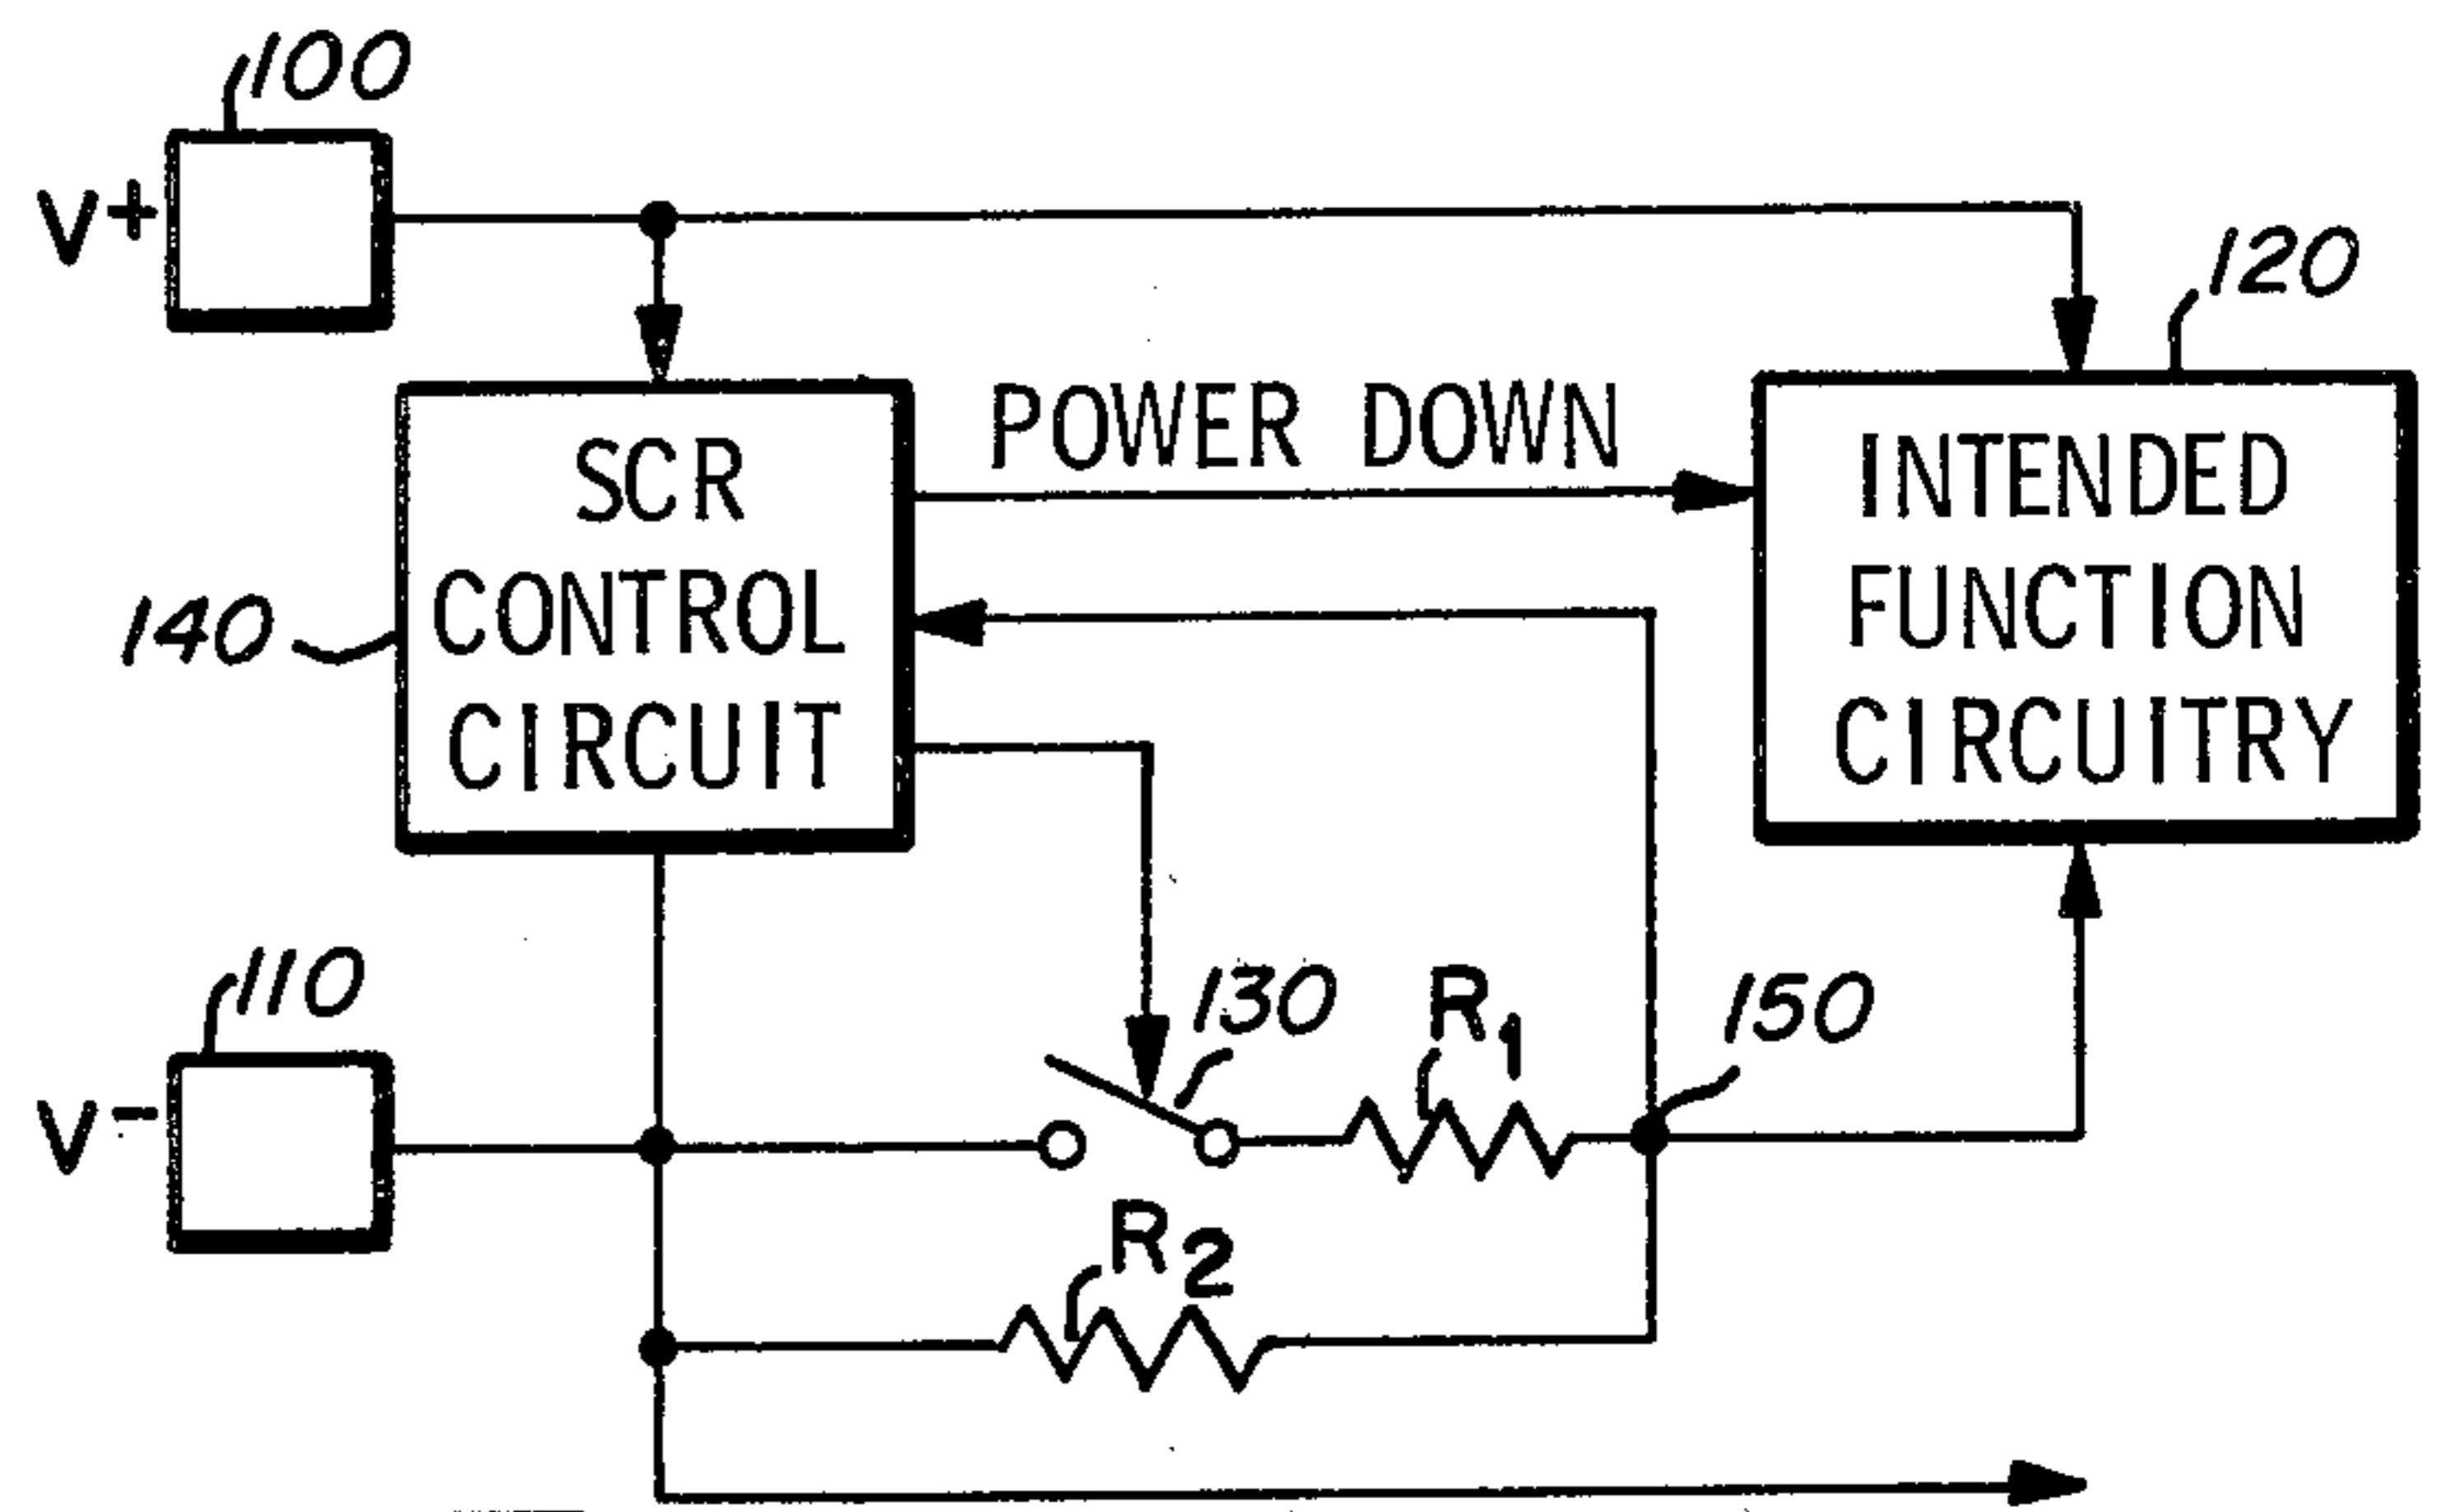 100
V+
120
POWER DOWN
SCR
CONTROL
CIRCUIT
INTENDED
FUNCTION
CIRCUITRY
140
110
V-
130
R1
150
R2